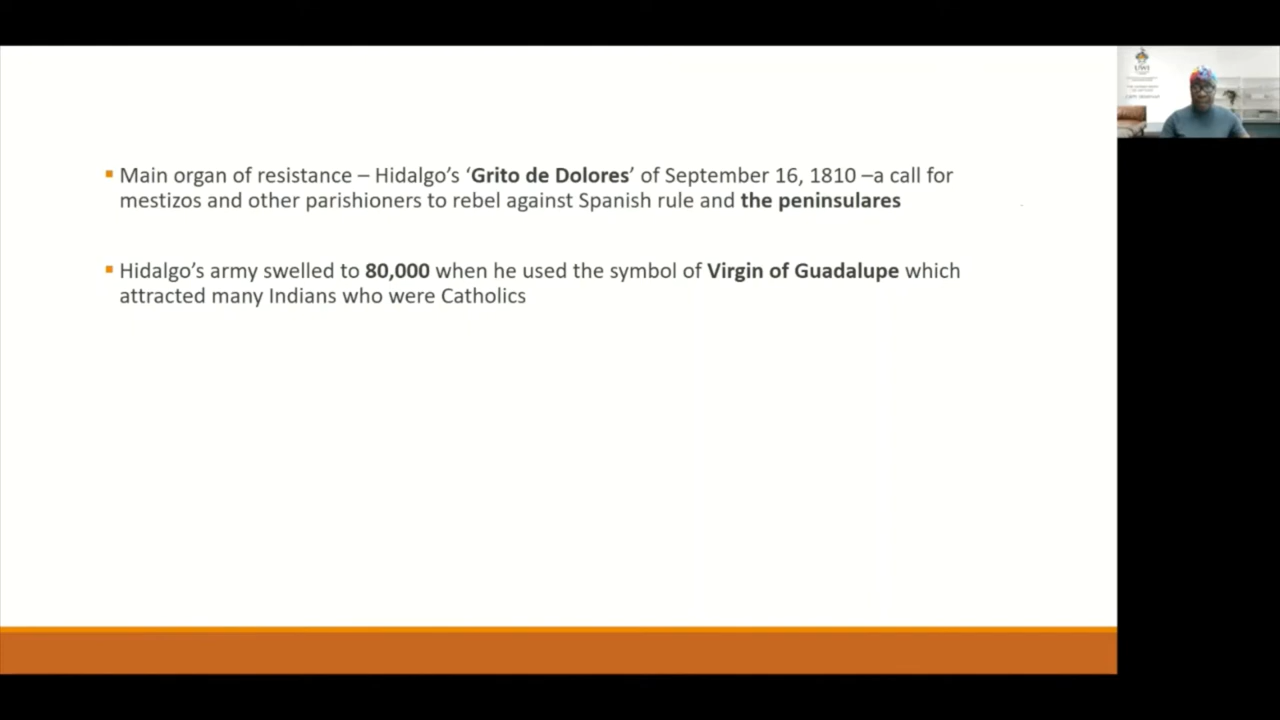 Main organ of resistance – Hidalgo's 'Grito de Dolores' of September 16, 1810 –a call for
mestizos and other parishioners to rebel against Spanish rule and the peninsulares
Hidalgo's army swelled to 80,000 when he used the symbol of Virgin of Guadalupe which
attracted many Indians who were Catholics
UWI